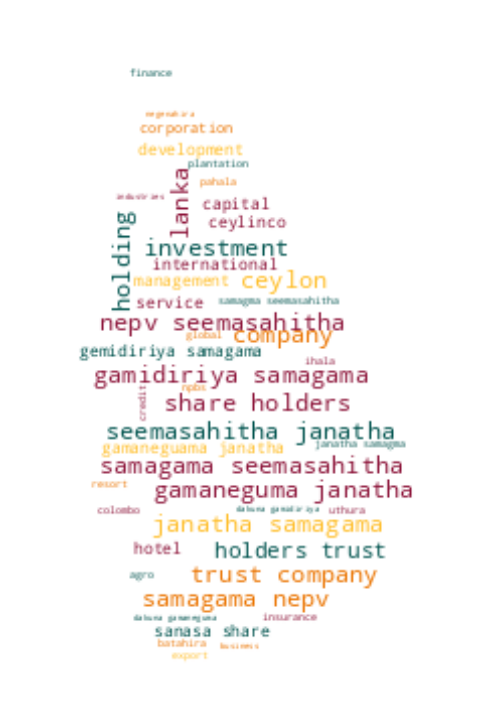 finance
negenahira
corporation
development
plantation
pahala
industries
lanka
capital
holding
ceylinco
investment
international
management ceylon
service samagma seemasahitha
nepv seemasahitha
global company
gemidiriya samagama
ihala
gamidiriya samagama
npbs
credit
share holders
seemasahitha janatha
gamaneguama janatha janatha samagma
samagama seemasahitha
resort
gamaneguma janatha
colombo dakuna gamidiriya uthura
janatha samagama
hotel holders trust
agro trust company
samagama nepv
dakuna gamaneguma insurance
sanasa share
batahira business
export